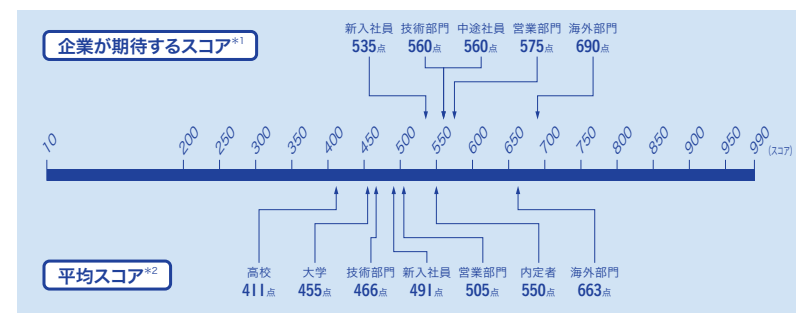 企業が期待するスコア*1
新入社員 技術部門 中途社員 営業部門 海外部門
535点 560点 560点 575点 690点
10 200 250 300 350 400 450 500 550 600 650 700 750 800 850 900 950 990 (スコア)
平均スコア*2
高校 大学 技術部門 新入社員 営業部門 内定者 海外部門
411点 455点 466点 491点 505点 550点 663点